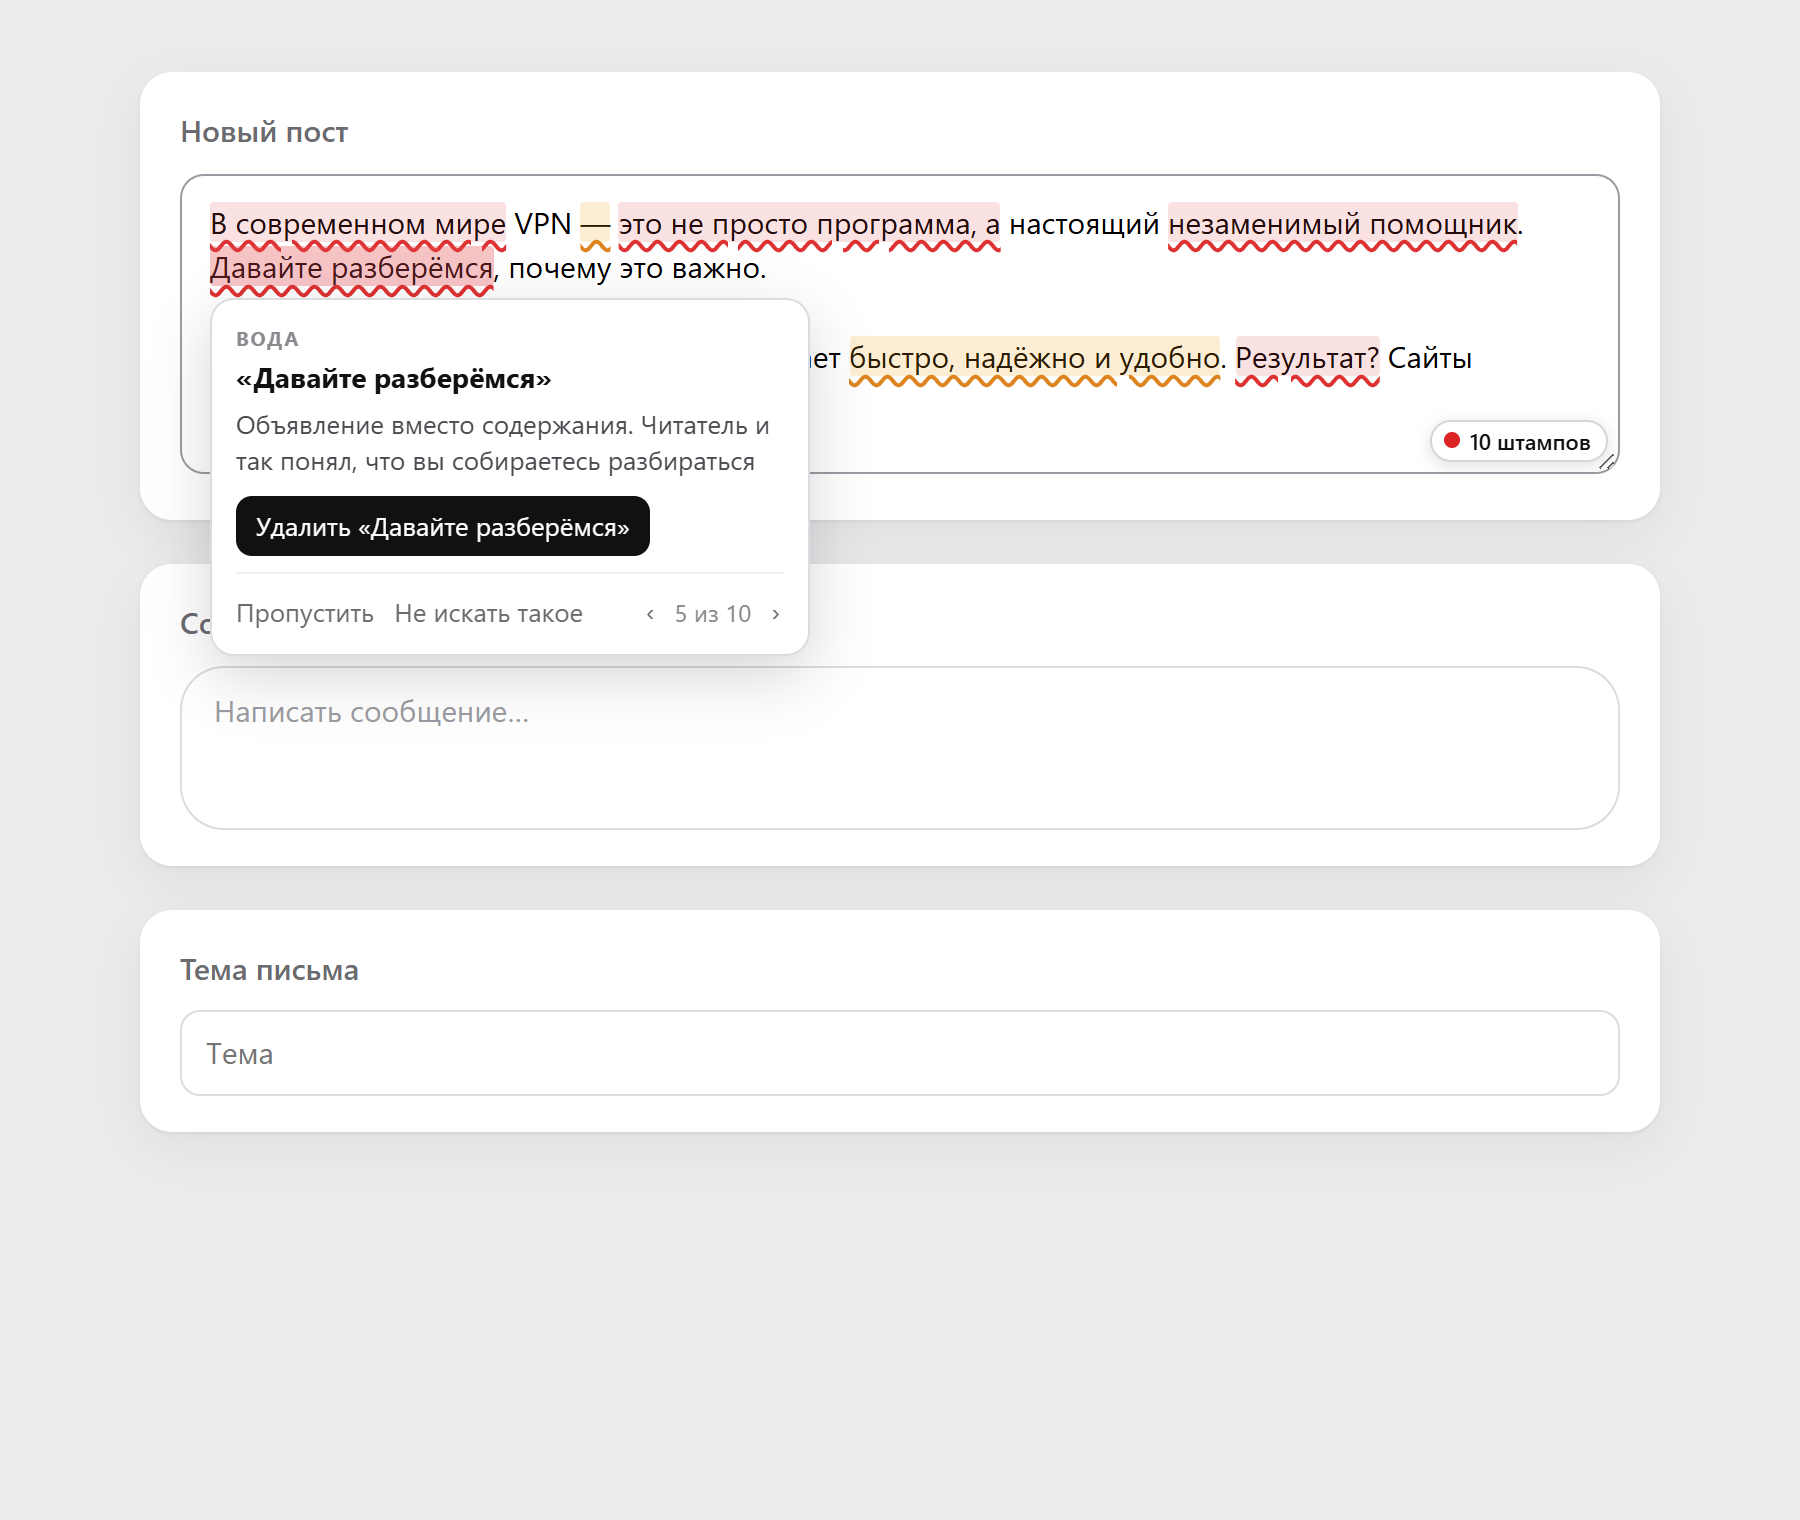 Новый пост
В современном мире VPN — это не просто программа, а настоящий незаменимый помощник.
Давайте разберёмся, почему это важно.
быстро, надёжно и удобно. Результат? Сайты
10 штампов
ВОДА
«Давайте разберёмся»
Объявление вместо содержания. Читатель и
так понял, что вы собираетесь разбираться
Удалить «Давайте разберёмся»
Пропустить Не искать такое ‹ 5 из 10 ›
Написать сообщение…
Тема письма
Тема